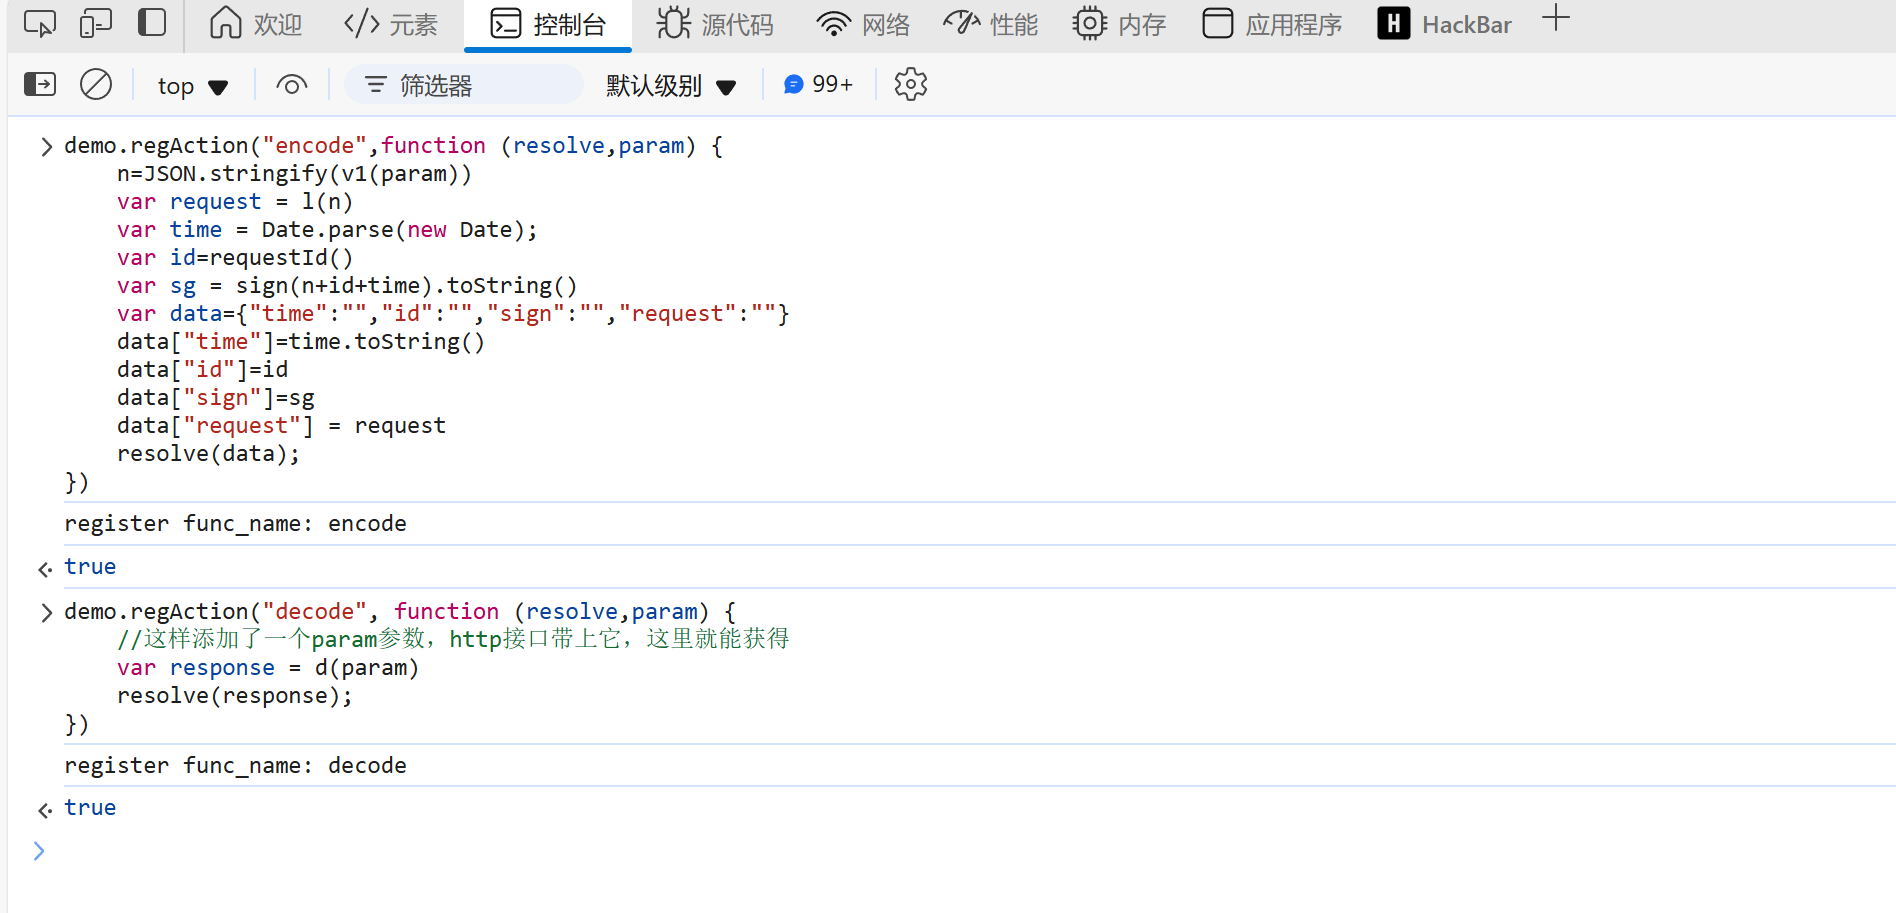 欢迎 </> 元素 控制台 源代码 网络 性能 内存 应用程序 H HackBar
top 筛选器 默认级别 99+
demo.regAction("encode",function (resolve,param) {
    n=JSON.stringify(v1(param))
    var request = l(n)
    var time = Date.parse(new Date);
    var id=requestId()
    var sg = sign(n+id+time).toString()
    var data={"time":"","id":"","sign":"","request":""}
    data["time"]=time.toString()
    data["id"]=id
    data["sign"]=sg
    data["request"] = request
    resolve(data);
})
register func_name: encode
true
demo.regAction("decode", function (resolve,param) {
    //这样添加了一个param参数，http接口带上它，这里就能获得
    var response = d(param)
    resolve(response);
})
register func_name: decode
true